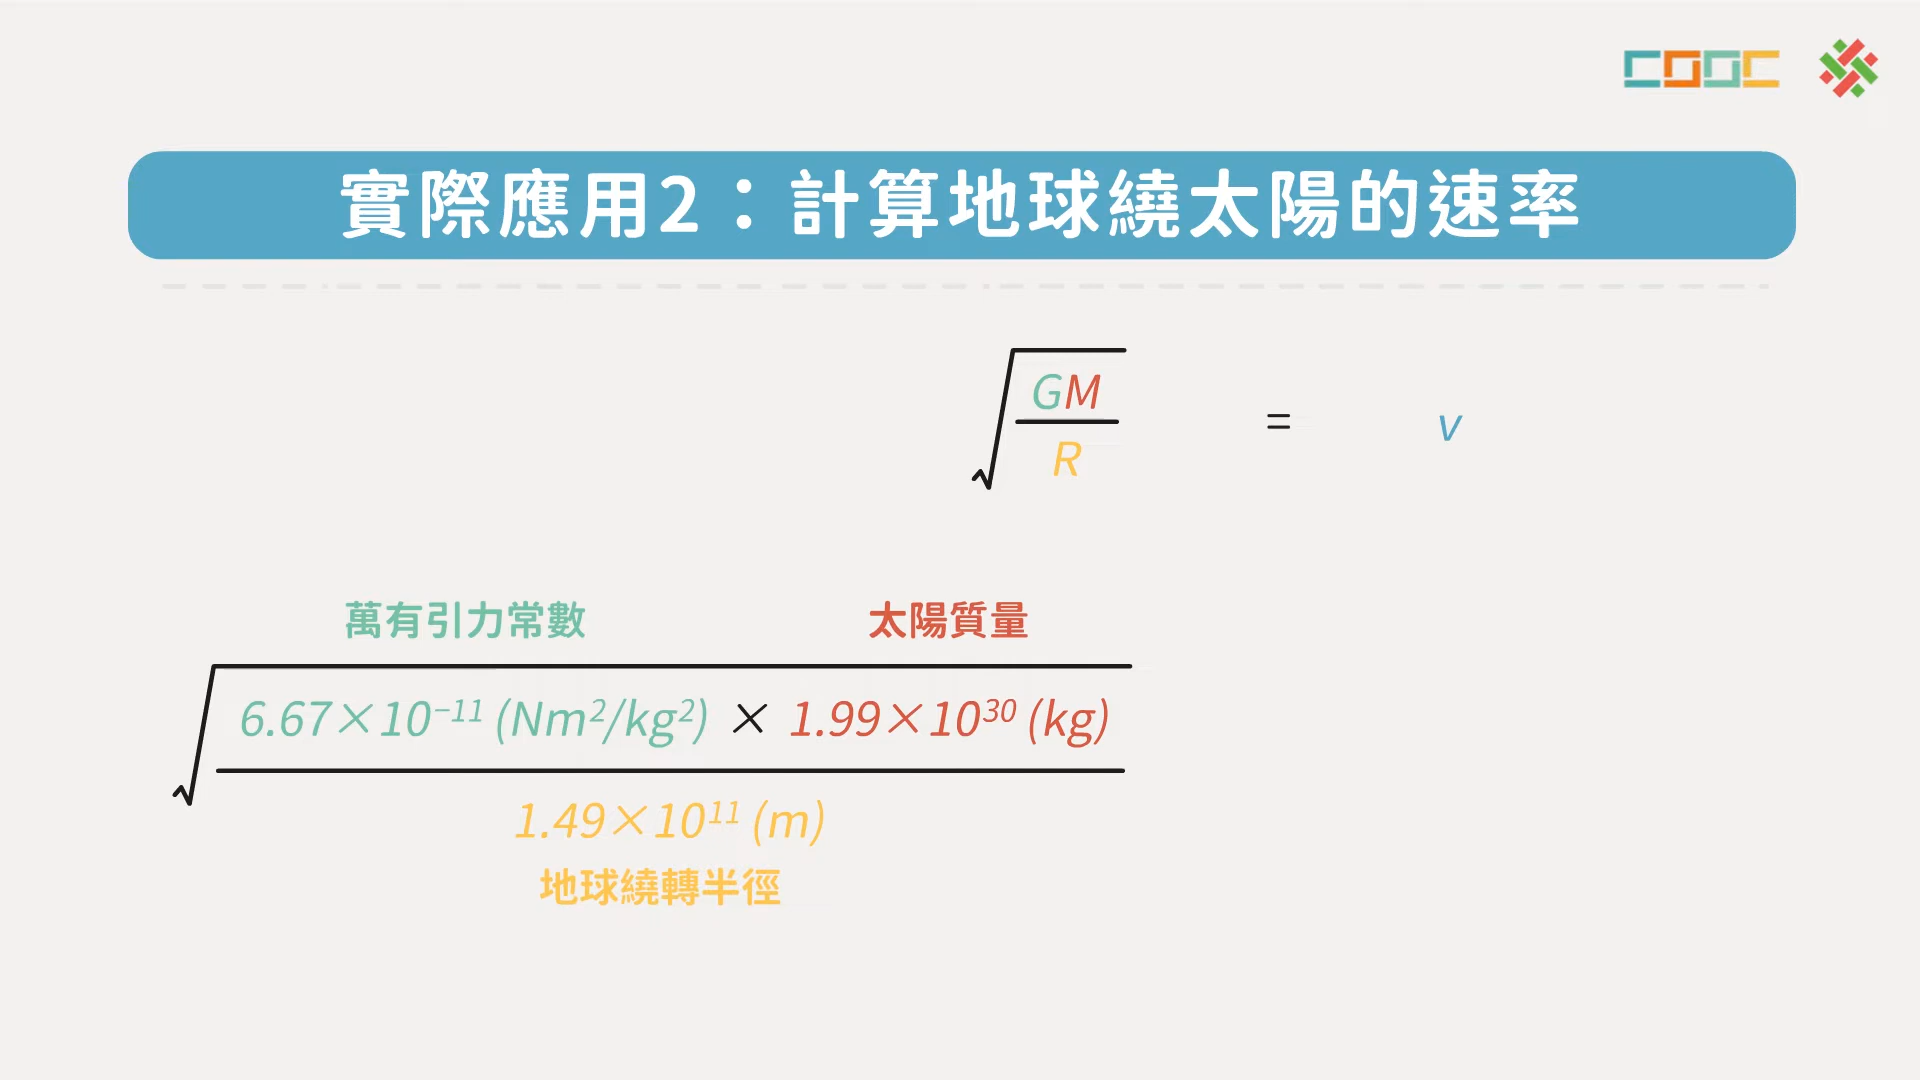 COOC
實際應用2：計算地球繞太陽的速率
√(GM/R) = v
萬有引力常數 太陽質量
6.67×10⁻¹¹ (Nm²/kg²) × 1.99×10³⁰ (kg)
1.49×10¹¹ (m)
地球繞轉半徑